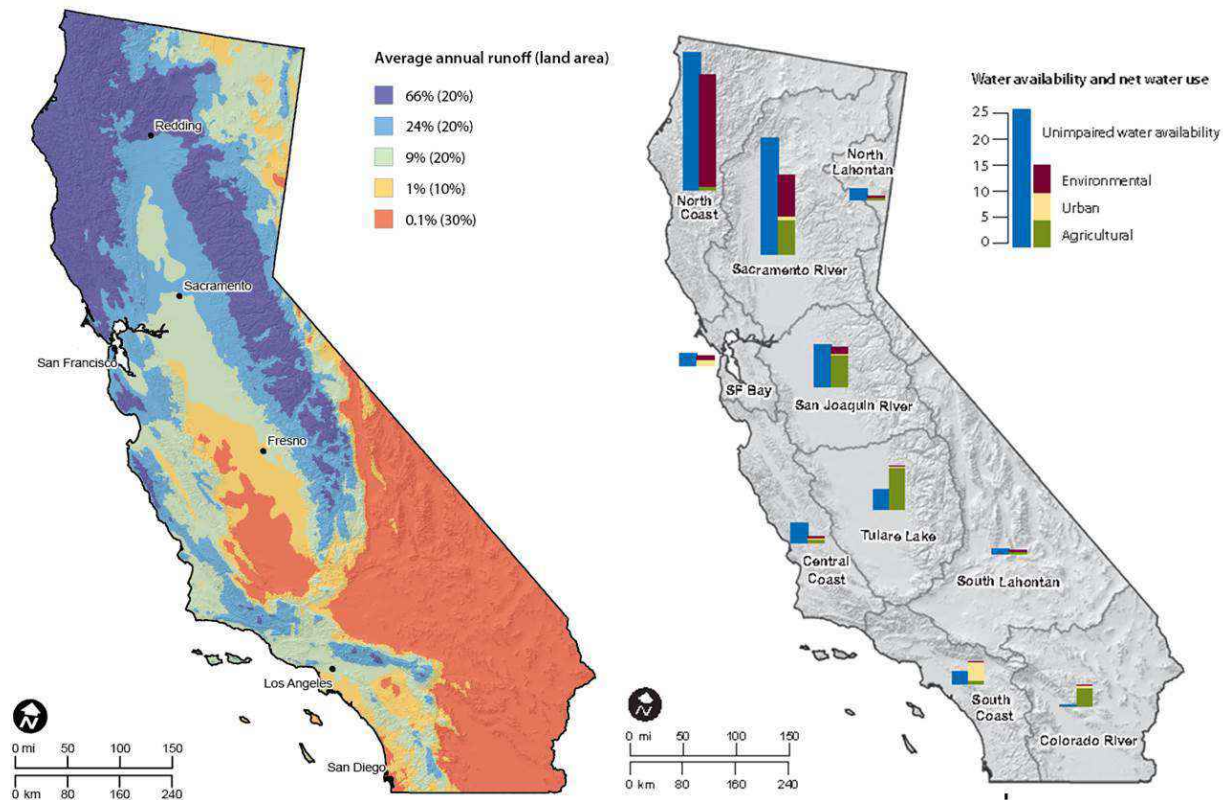 Average annual runoff (land area)
66% (20%)
24% (20%)
9% (20%)
1% (10%)
0.1% (30%)
Redding
Sacramento
San Francisco
Fresno
Los Angeles
San Diego
N
0 mi 50 100 150
0 km 80 160 240
Water availability and net water use
25
20
15
10
5
0
Unimpaired water availability
Environmental
Urban
Agricultural
North
Coast
North
Lahontan
Sacramento River
SF Bay
San Joaquin River
Tulare Lake
Central
Coast
South Lahontan
South
Coast
Colorado River
N
0 mi 50 100 150
0 km 80 160 240